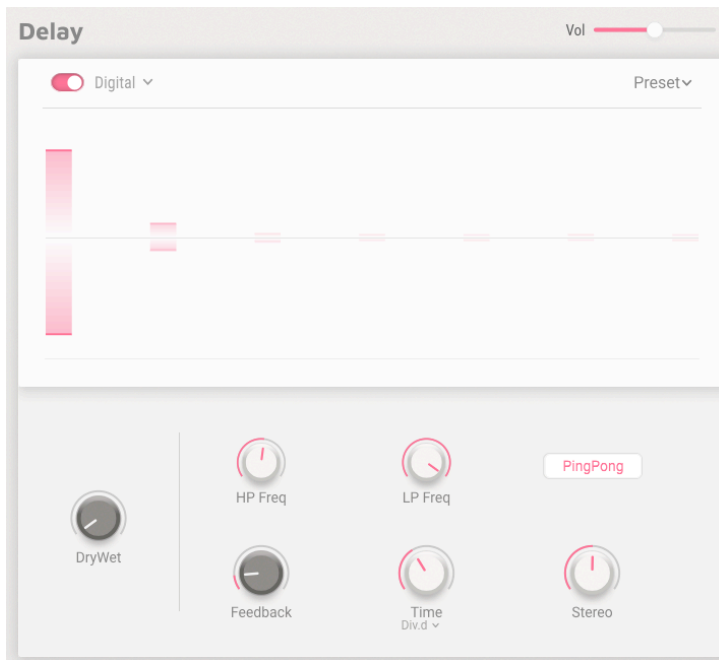 Delay
Vol
Digital
Preset
HP Freq
LP Freq
PingPong
DryWet
Feedback
Time
Div.d
Stereo